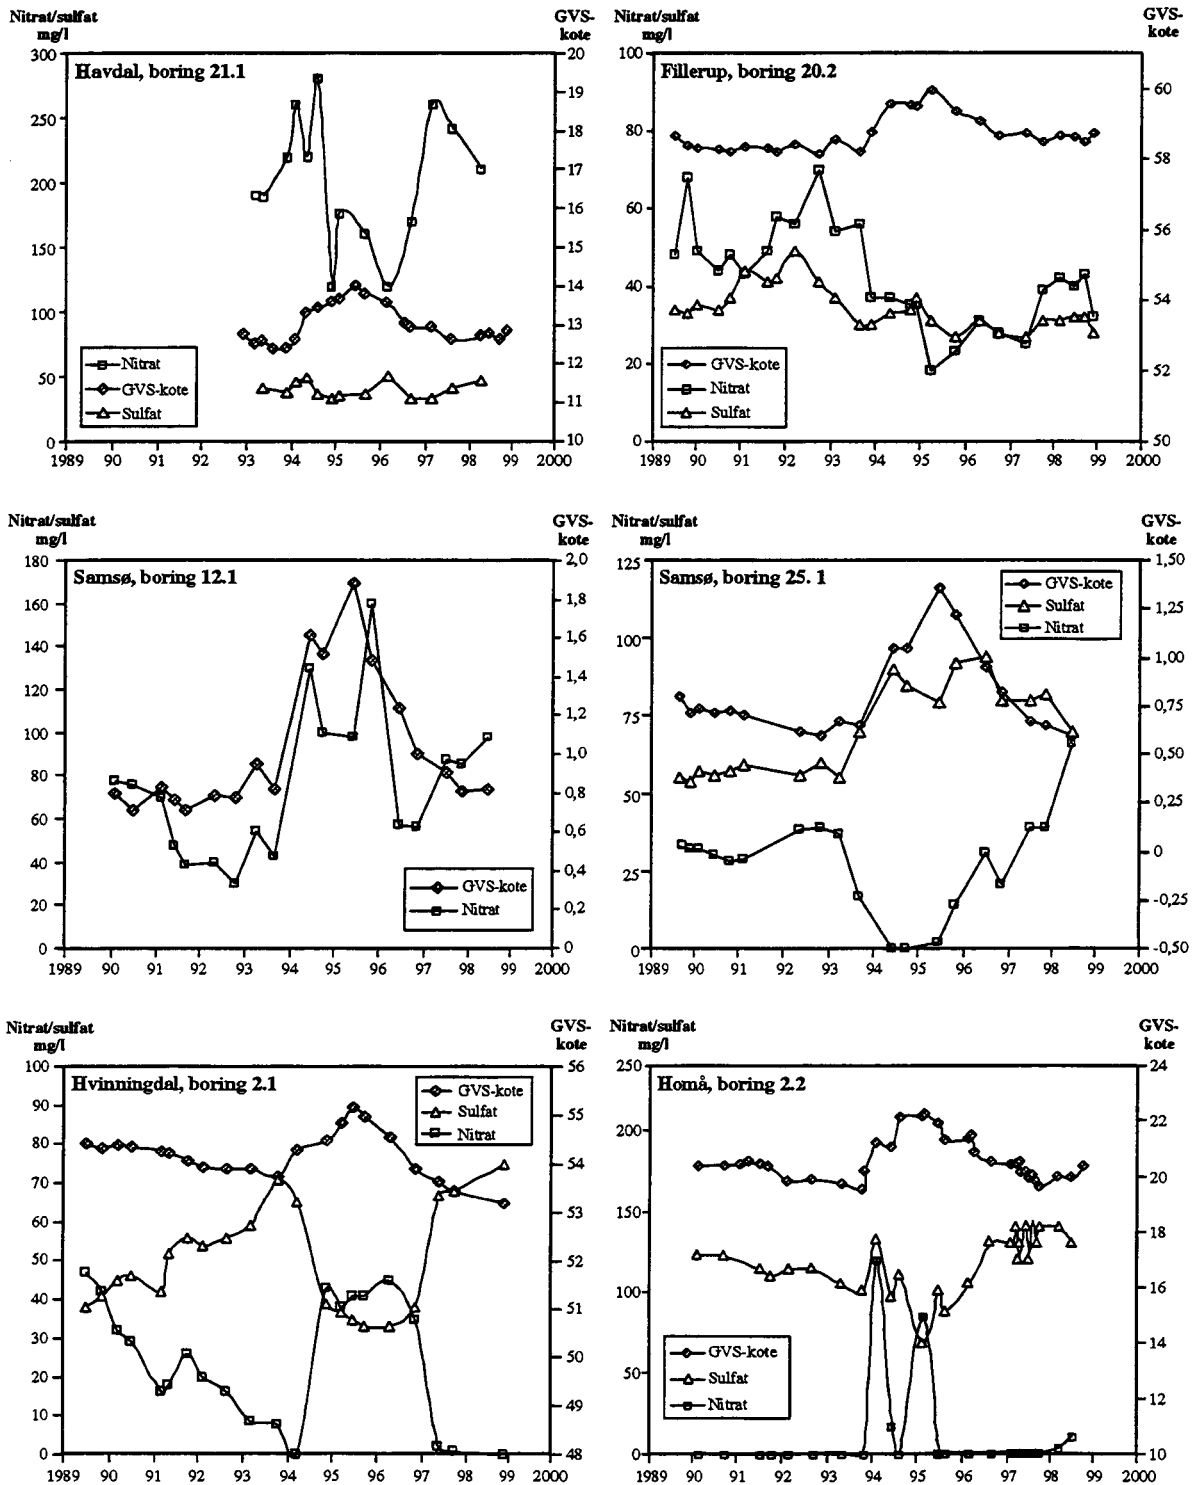 Nitrat/sulfat GVS-
mg/l kote
Havdal, boring 21.1
300
250
200
150
100
50
0
20
19
18
17
16
15
14
13
12
11
10
Nitrat
GVS-kote
Sulfat
1989 90 91 92 93 94 95 96 97 98 99 2000
Nitrat/sulfat GVS-
mg/l kote
Fillerup, boring 20.2
100
80
60
40
20
0
60
58
56
54
52
50
GVS-kote
Nitrat
Sulfat
1989 90 91 92 93 94 95 96 97 98 99 2000
Nitrat/sulfat GVS-
mg/l kote
Samsø, boring 12.1
180
160
140
120
100
80
60
40
20
0
2,0
1,8
1,6
1,4
1,2
1,0
0,8
0,6
0,4
0,2
0
GVS-kote
Nitrat
1989 90 91 92 93 94 95 96 97 98 99 2000
Nitrat/sulfat GVS-
mg/l kote
Samsø, boring 25. 1
125
100
75
50
25
0
1,50
1,25
1,00
0,75
0,50
0,25
0
-0,25
-0,50
GVS-kote
Sulfat
Nitrat
1989 90 91 92 93 94 95 96 97 98 99 2000
Nitrat/sulfat GVS-
mg/l kote
Hvinningdal, boring 2.1
100
90
80
70
60
50
40
30
20
10
0
56
55
54
53
52
51
50
49
48
GVS-kote
Sulfat
Nitrat
1989 90 91 92 93 94 95 96 97 98 99 2000
Nitrat/sulfat GVS-
mg/l kote
Homå, boring 2.2
250
200
150
100
50
0
24
22
20
18
16
14
12
10
GVS-kote
Sulfat
Nitrat
1989 90 91 92 93 94 95 96 97 98 99 2000